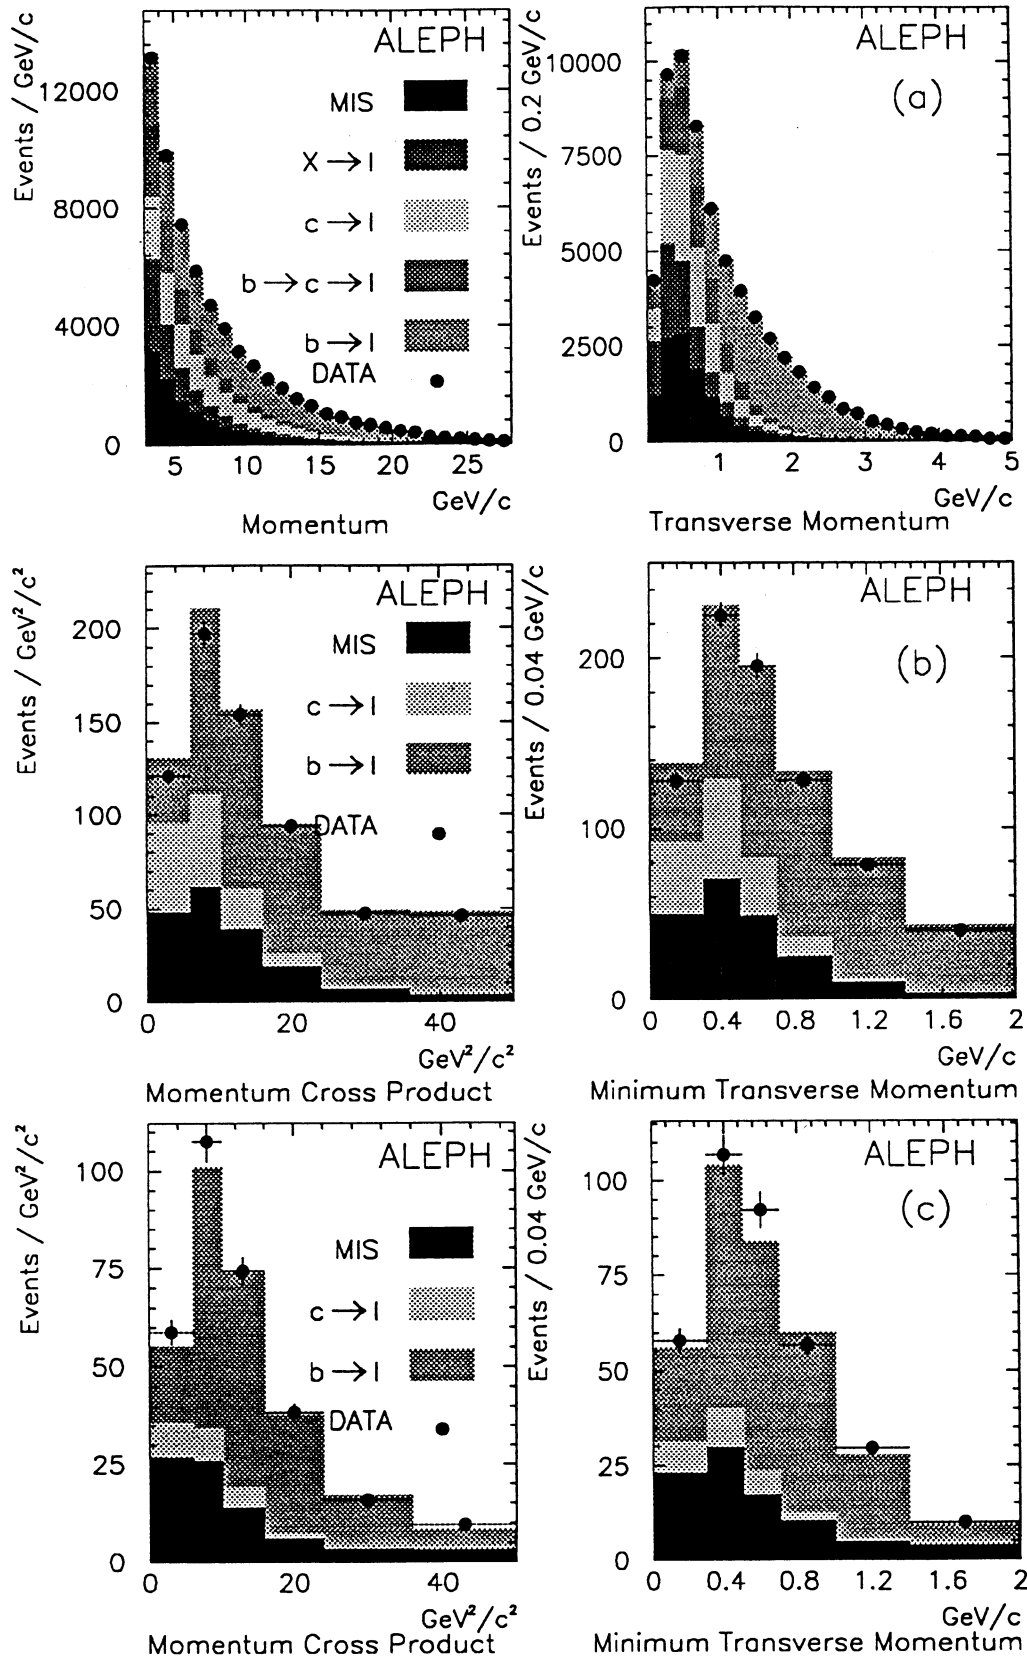 Events / GeV/c
ALEPH
MIS
X → l
c → l
b → c → l
b → l
DATA
12000
8000
4000
0
5 10 15 20 25
GeV/c
Momentum
Events / 0.2 GeV/c
ALEPH
(a)
10000
7500
5000
2500
0
1 2 3 4 5
GeV/c
Transverse Momentum
Events / GeV²/c²
ALEPH
MIS
c → l
b → l
DATA
200
150
100
50
0
0 20 40
GeV²/c²
Momentum Cross Product
Events / 0.04 GeV/c
ALEPH
(b)
200
100
0
0 0.4 0.8 1.2 1.6 2
GeV/c
Minimum Transverse Momentum
Events / GeV²/c²
ALEPH
MIS
c → l
b → l
DATA
100
75
50
25
0
0 20 40
GeV²/c²
Momentum Cross Product
Events / 0.04 GeV/c
ALEPH
(c)
100
75
50
25
0
0 0.4 0.8 1.2 1.6 2
GeV/c
Minimum Transverse Momentum